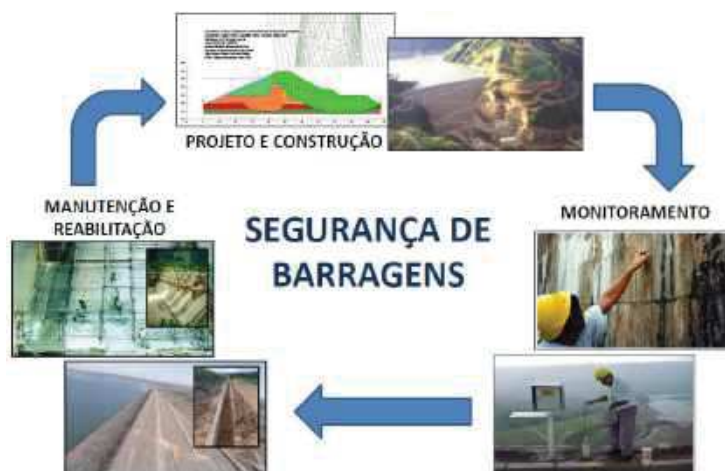 PROJETO E CONSTRUÇÃO
MANUTENÇÃO E
REABILITAÇÃO
SEGURANÇA DE
BARRAGENS
MONITORAMENTO